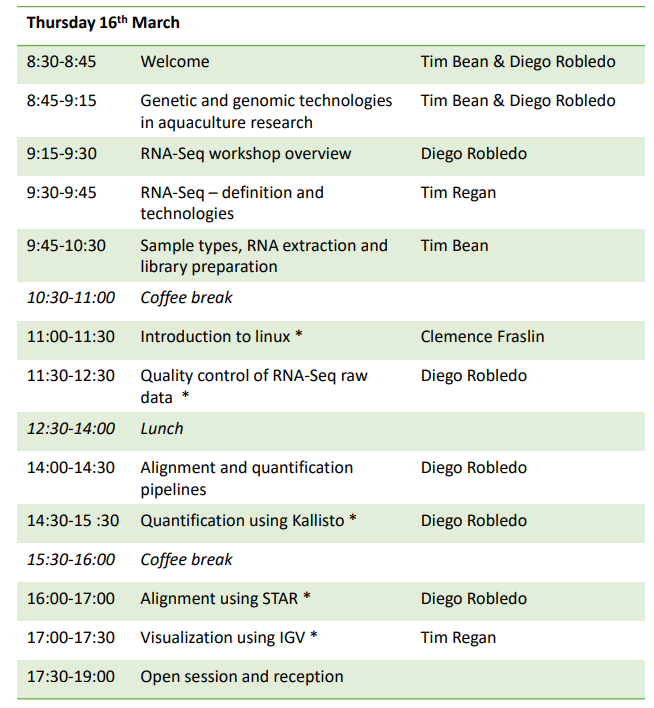 Thursday 16th March
8:30-8:45 Welcome Tim Bean & Diego Robledo
8:45-9:15 Genetic and genomic technologies Tim Bean & Diego Robledo
in aquaculture research
9:15-9:30 RNA-Seq workshop overview Diego Robledo
9:30-9:45 RNA-Seq – definition and Tim Regan
technologies
9:45-10:30 Sample types, RNA extraction and Tim Bean
library preparation
10:30-11:00 Coffee break
11:00-11:30 Introduction to linux * Clemence Fraslin
11:30-12:30 Quality control of RNA-Seq raw Diego Robledo
data *
12:30-14:00 Lunch
14:00-14:30 Alignment and quantification Diego Robledo
pipelines
14:30-15 :30 Quantification using Kallisto * Diego Robledo
15:30-16:00 Coffee break
16:00-17:00 Alignment using STAR * Diego Robledo
17:00-17:30 Visualization using IGV * Tim Regan
17:30-19:00 Open session and reception